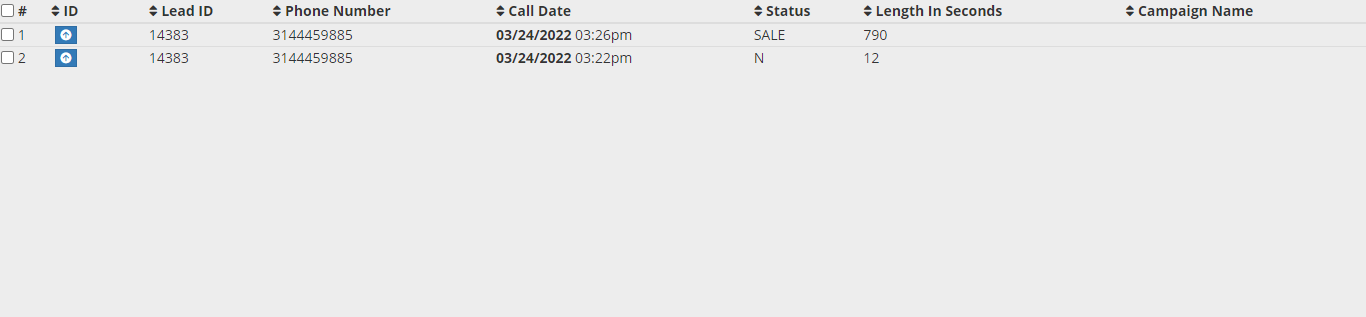 # ID Lead ID Phone Number Call Date Status Length In Seconds Campaign Name
1 14383 3144459885 03/24/2022 03:26pm SALE 790
2 14383 3144459885 03/24/2022 03:22pm N 12